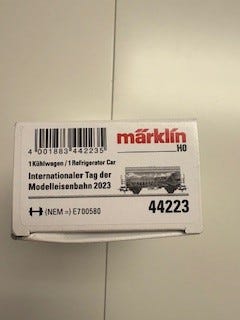 4 001883 442235
märklin
H0
1 Kühlwagen / 1 Refrigerator Car
Internationaler Tag der
Modelleisenbahn 2023
(NEM =) E700580
44223